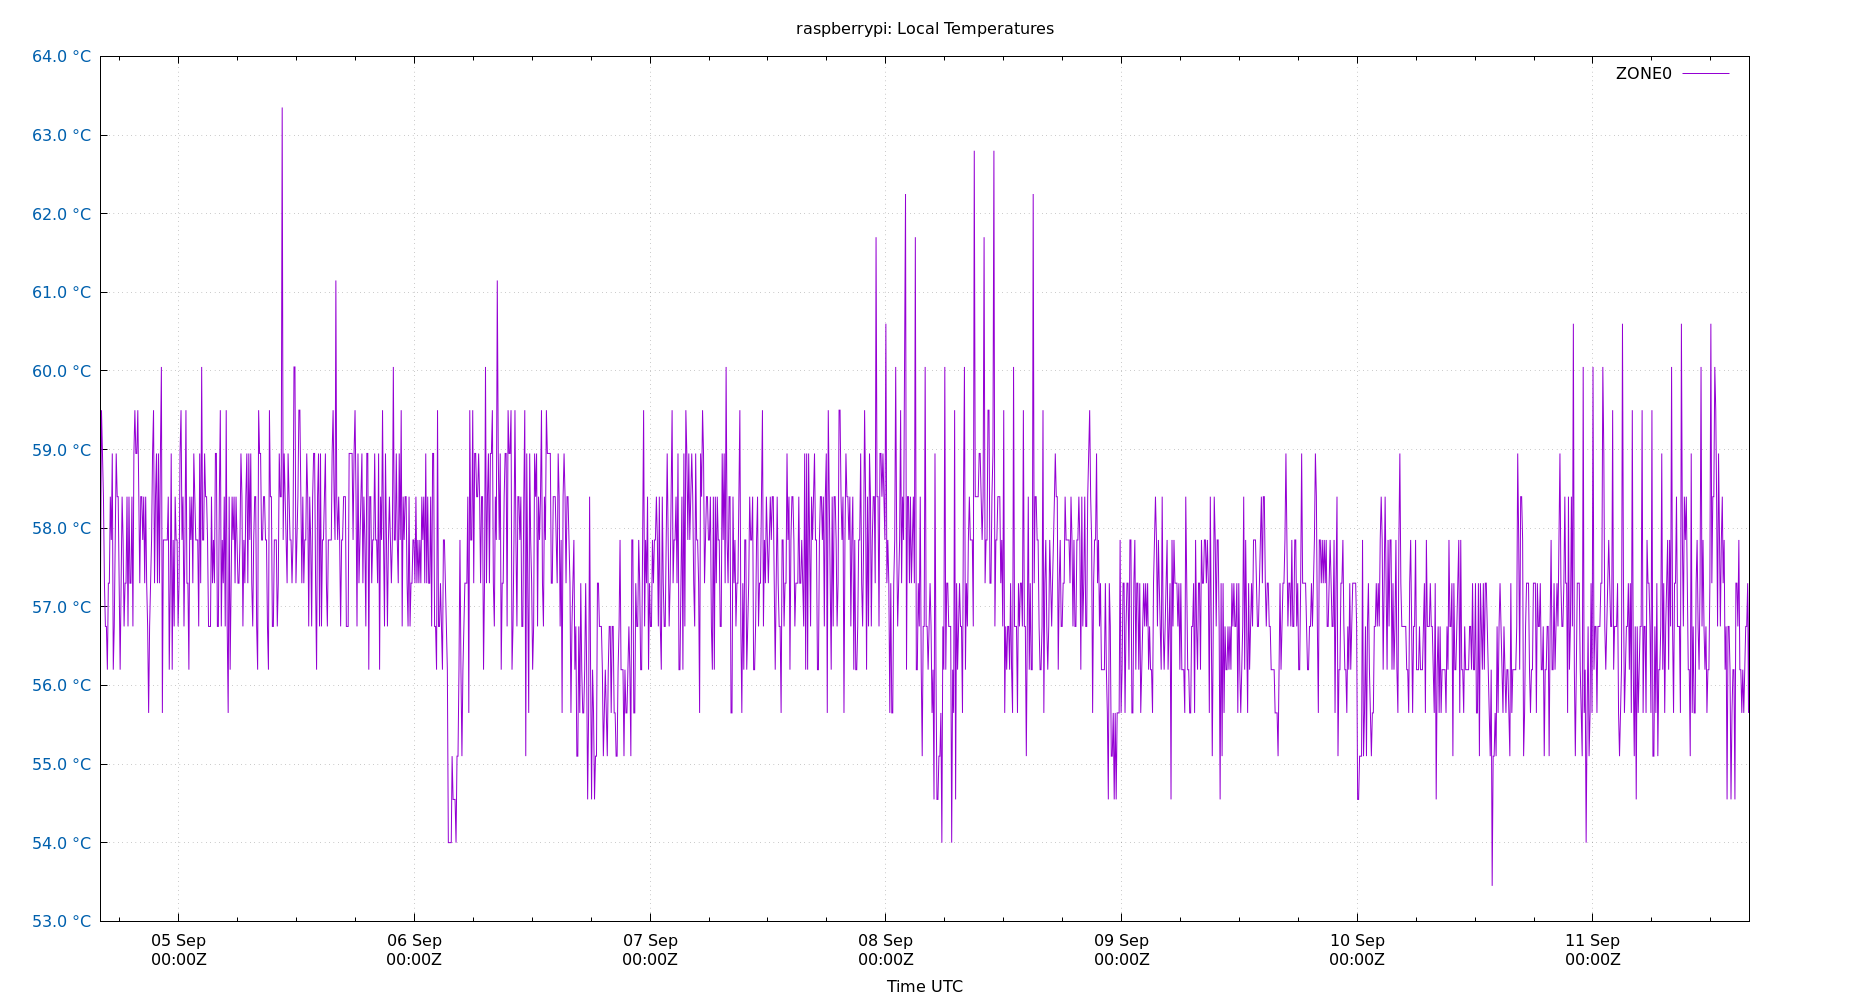 raspberrypi: Local Temperatures
64.0 °C
ZONE0
63.0 °C
62.0 °C
61.0 °C
60.0 °C
59.0 °C
58.0 °C
57.0 °C
56.0 °C
55.0 °C
54.0 °C
53.0 °C
05 Sep 06 Sep 07 Sep 08 Sep 09 Sep 10 Sep 11 Sep
00:00Z 00:00Z 00:00Z 00:00Z 00:00Z 00:00Z 00:00Z
Time UTC